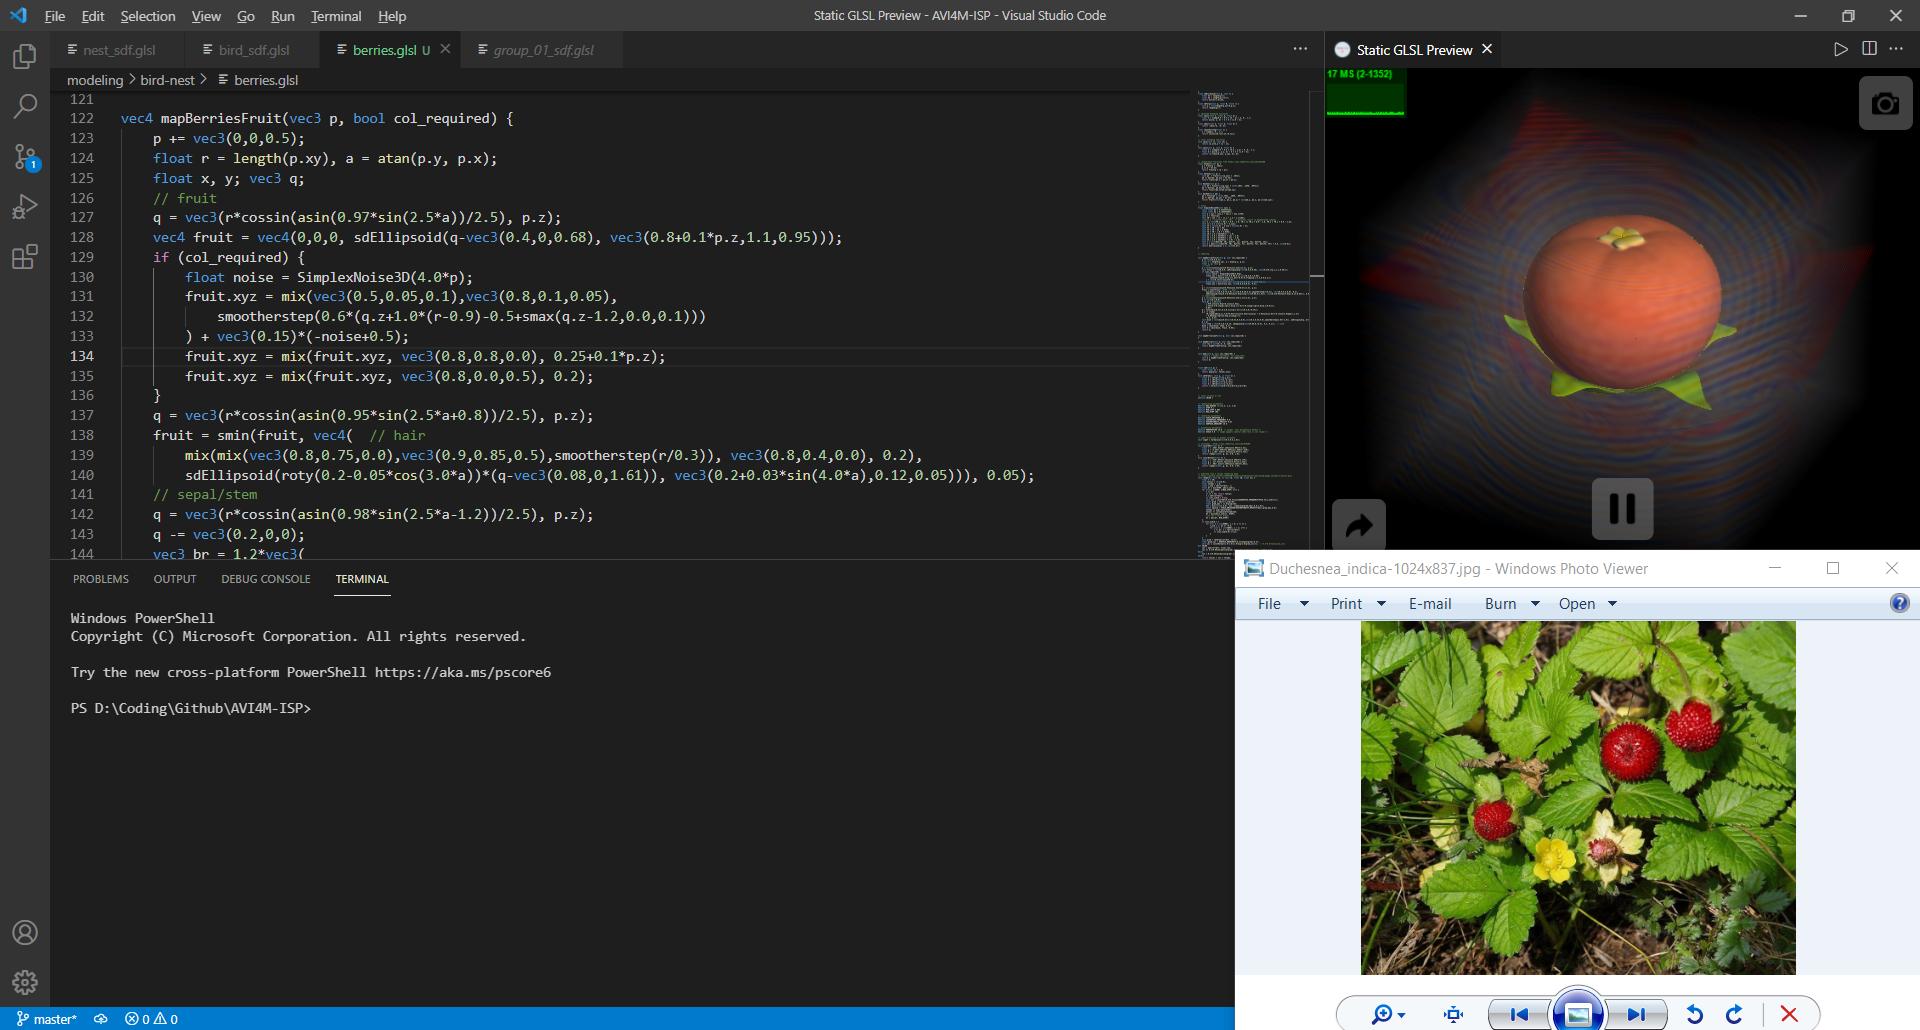 File Edit Selection View Go Run Terminal Help
Static GLSL Preview - AVI4M-ISP - Visual Studio Code
nest_sdf.glsl
bird_sdf.glsl
berries.glsl U
group_01_sdf.glsl
Static GLSL Preview
modeling > bird-nest > berries.glsl
17 MS (2-1352)
121
122 vec4 mapBerriesFruit(vec3 p, bool col_required) {
123 p += vec3(0,0,0.5);
124 float r = length(p.xy), a = atan(p.y, p.x);
125 float x, y; vec3 q;
126 // fruit
127 q = vec3(r*cossin(asin(0.97*sin(2.5*a))/2.5), p.z);
128 vec4 fruit = vec4(0,0,0, sdEllipsoid(q-vec3(0.4,0,0.68), vec3(0.8+0.1*p.z,1.1,0.95)));
129 if (col_required) {
130 float noise = SimplexNoise3D(4.0*p);
131 fruit.xyz = mix(vec3(0.5,0.05,0.1),vec3(0.8,0.1,0.05),
132 smootherstep(0.6*(q.z+1.0*(r-0.9)-0.5+smax(q.z-1.2,0.0,0.1)))
133 ) + vec3(0.15)*(-noise+0.5);
134 fruit.xyz = mix(fruit.xyz, vec3(0.8,0.8,0.0), 0.25+0.1*p.z);
135 fruit.xyz = mix(fruit.xyz, vec3(0.8,0.0,0.5), 0.2);
136 }
137 q = vec3(r*cossin(asin(0.95*sin(2.5*a+0.8))/2.5), p.z);
138 fruit = smin(fruit, vec4( // hair
139 mix(mix(vec3(0.8,0.75,0.0),vec3(0.9,0.85,0.5),smootherstep(r/0.3)), vec3(0.8,0.4,0.0), 0.2),
140 sdEllipsoid(roty(0.2-0.05*cos(3.0*a))*(q-vec3(0.08,0,1.61)), vec3(0.2+0.03*sin(4.0*a),0.12,0.05))), 0.05);
141 // sepal/stem
142 q = vec3(r*cossin(asin(0.98*sin(2.5*a-1.2))/2.5), p.z);
143 q -= vec3(0.2,0,0);
144 vec3 br = 1.2*vec3(
PROBLEMS OUTPUT DEBUG CONSOLE TERMINAL
Windows PowerShell
Copyright (C) Microsoft Corporation. All rights reserved.
Try the new cross-platform PowerShell https://aka.ms/pscore6
PS D:\Coding\Github\AVI4M-ISP>
1
Duchesnea_indica-1024x837.jpg - Windows Photo Viewer
File Print E-mail Burn Open
master* 0 0